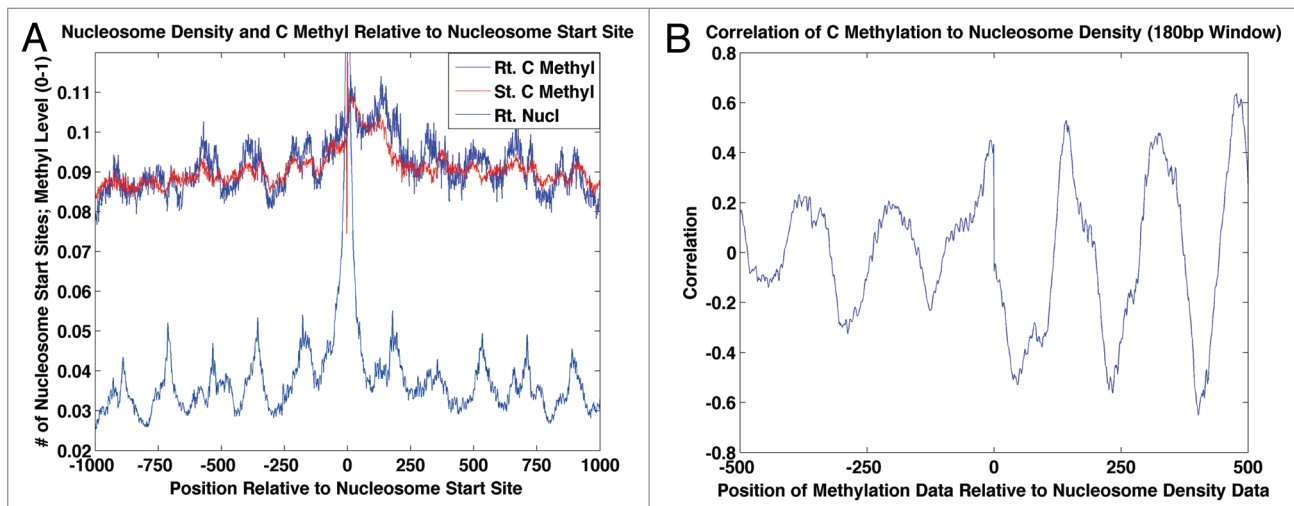 A
Nucleosome Density and C Methyl Relative to Nucleosome Start Site
# of Nucleosome Start Sites; Methyl Level (0-1)
0.11
0.1
0.09
0.08
0.07
0.06
0.05
0.04
0.03
0.02
Rt. C Methyl
St. C Methyl
Rt. Nucl
-1000 -750 -500 -250 0 250 500 750 1000
Position Relative to Nucleosome Start Site
B
Correlation of C Methylation to Nucleosome Density (180bp Window)
Correlation
0.8
0.6
0.4
0.2
0
-0.2
-0.4
-0.6
-0.8
-500 -250 0 250 500
Position of Methylation Data Relative to Nucleosome Density Data